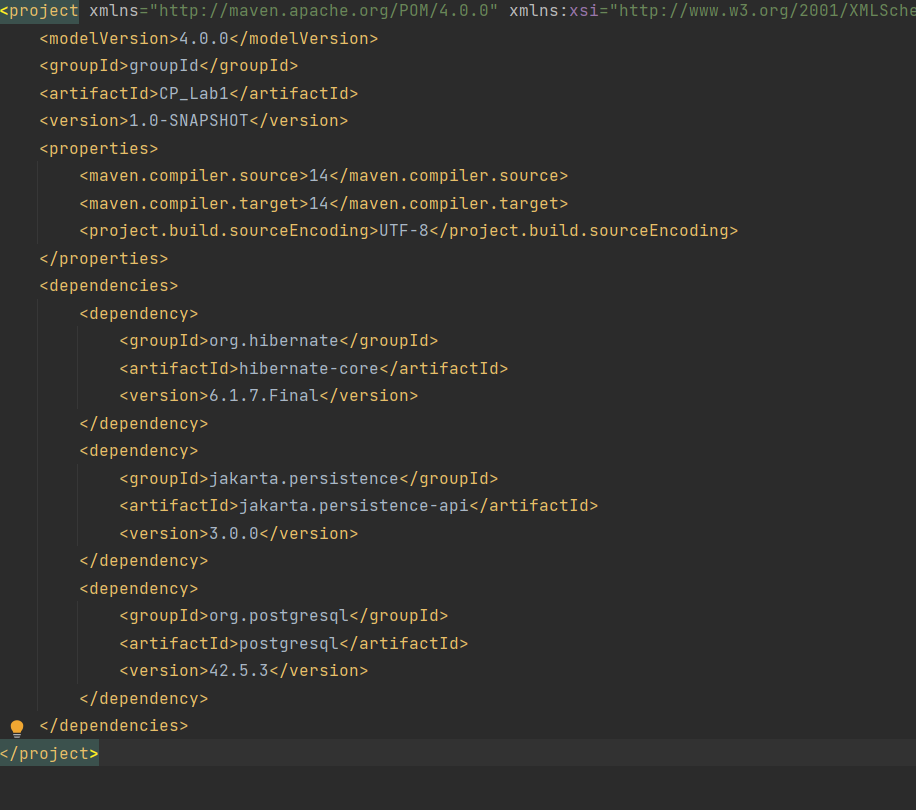 <project xmlns="http://maven.apache.org/POM/4.0.0" xmlns:xsi="http://www.w3.org/2001/XMLSche
    <modelVersion>4.0.0</modelVersion>
    <groupId>groupId</groupId>
    <artifactId>CP_Lab1</artifactId>
    <version>1.0-SNAPSHOT</version>
    <properties>
        <maven.compiler.source>14</maven.compiler.source>
        <maven.compiler.target>14</maven.compiler.target>
        <project.build.sourceEncoding>UTF-8</project.build.sourceEncoding>
    </properties>
    <dependencies>
        <dependency>
            <groupId>org.hibernate</groupId>
            <artifactId>hibernate-core</artifactId>
            <version>6.1.7.Final</version>
        </dependency>
        <dependency>
            <groupId>jakarta.persistence</groupId>
            <artifactId>jakarta.persistence-api</artifactId>
            <version>3.0.0</version>
        </dependency>
        <dependency>
            <groupId>org.postgresql</groupId>
            <artifactId>postgresql</artifactId>
            <version>42.5.3</version>
        </dependency>
    </dependencies>
</project>